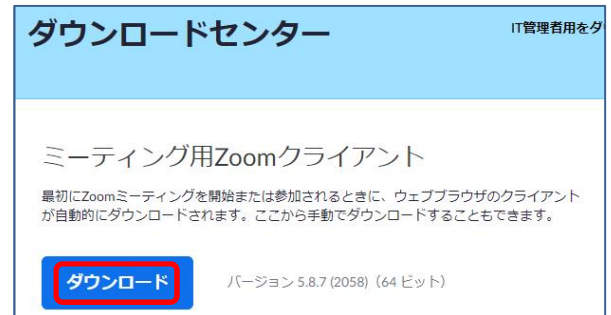 ダウンロードセンター
IT管理者用をダ
ミーティング用Zoomクライアント
最初にZoomミーティングを開始または参加されるときに、ウェブブラウザのクライアント
が自動的にダウンロードされます。ここから手動でダウンロードすることもできます。
ダウンロード
バージョン 5.8.7 (2058)（64 ビット）